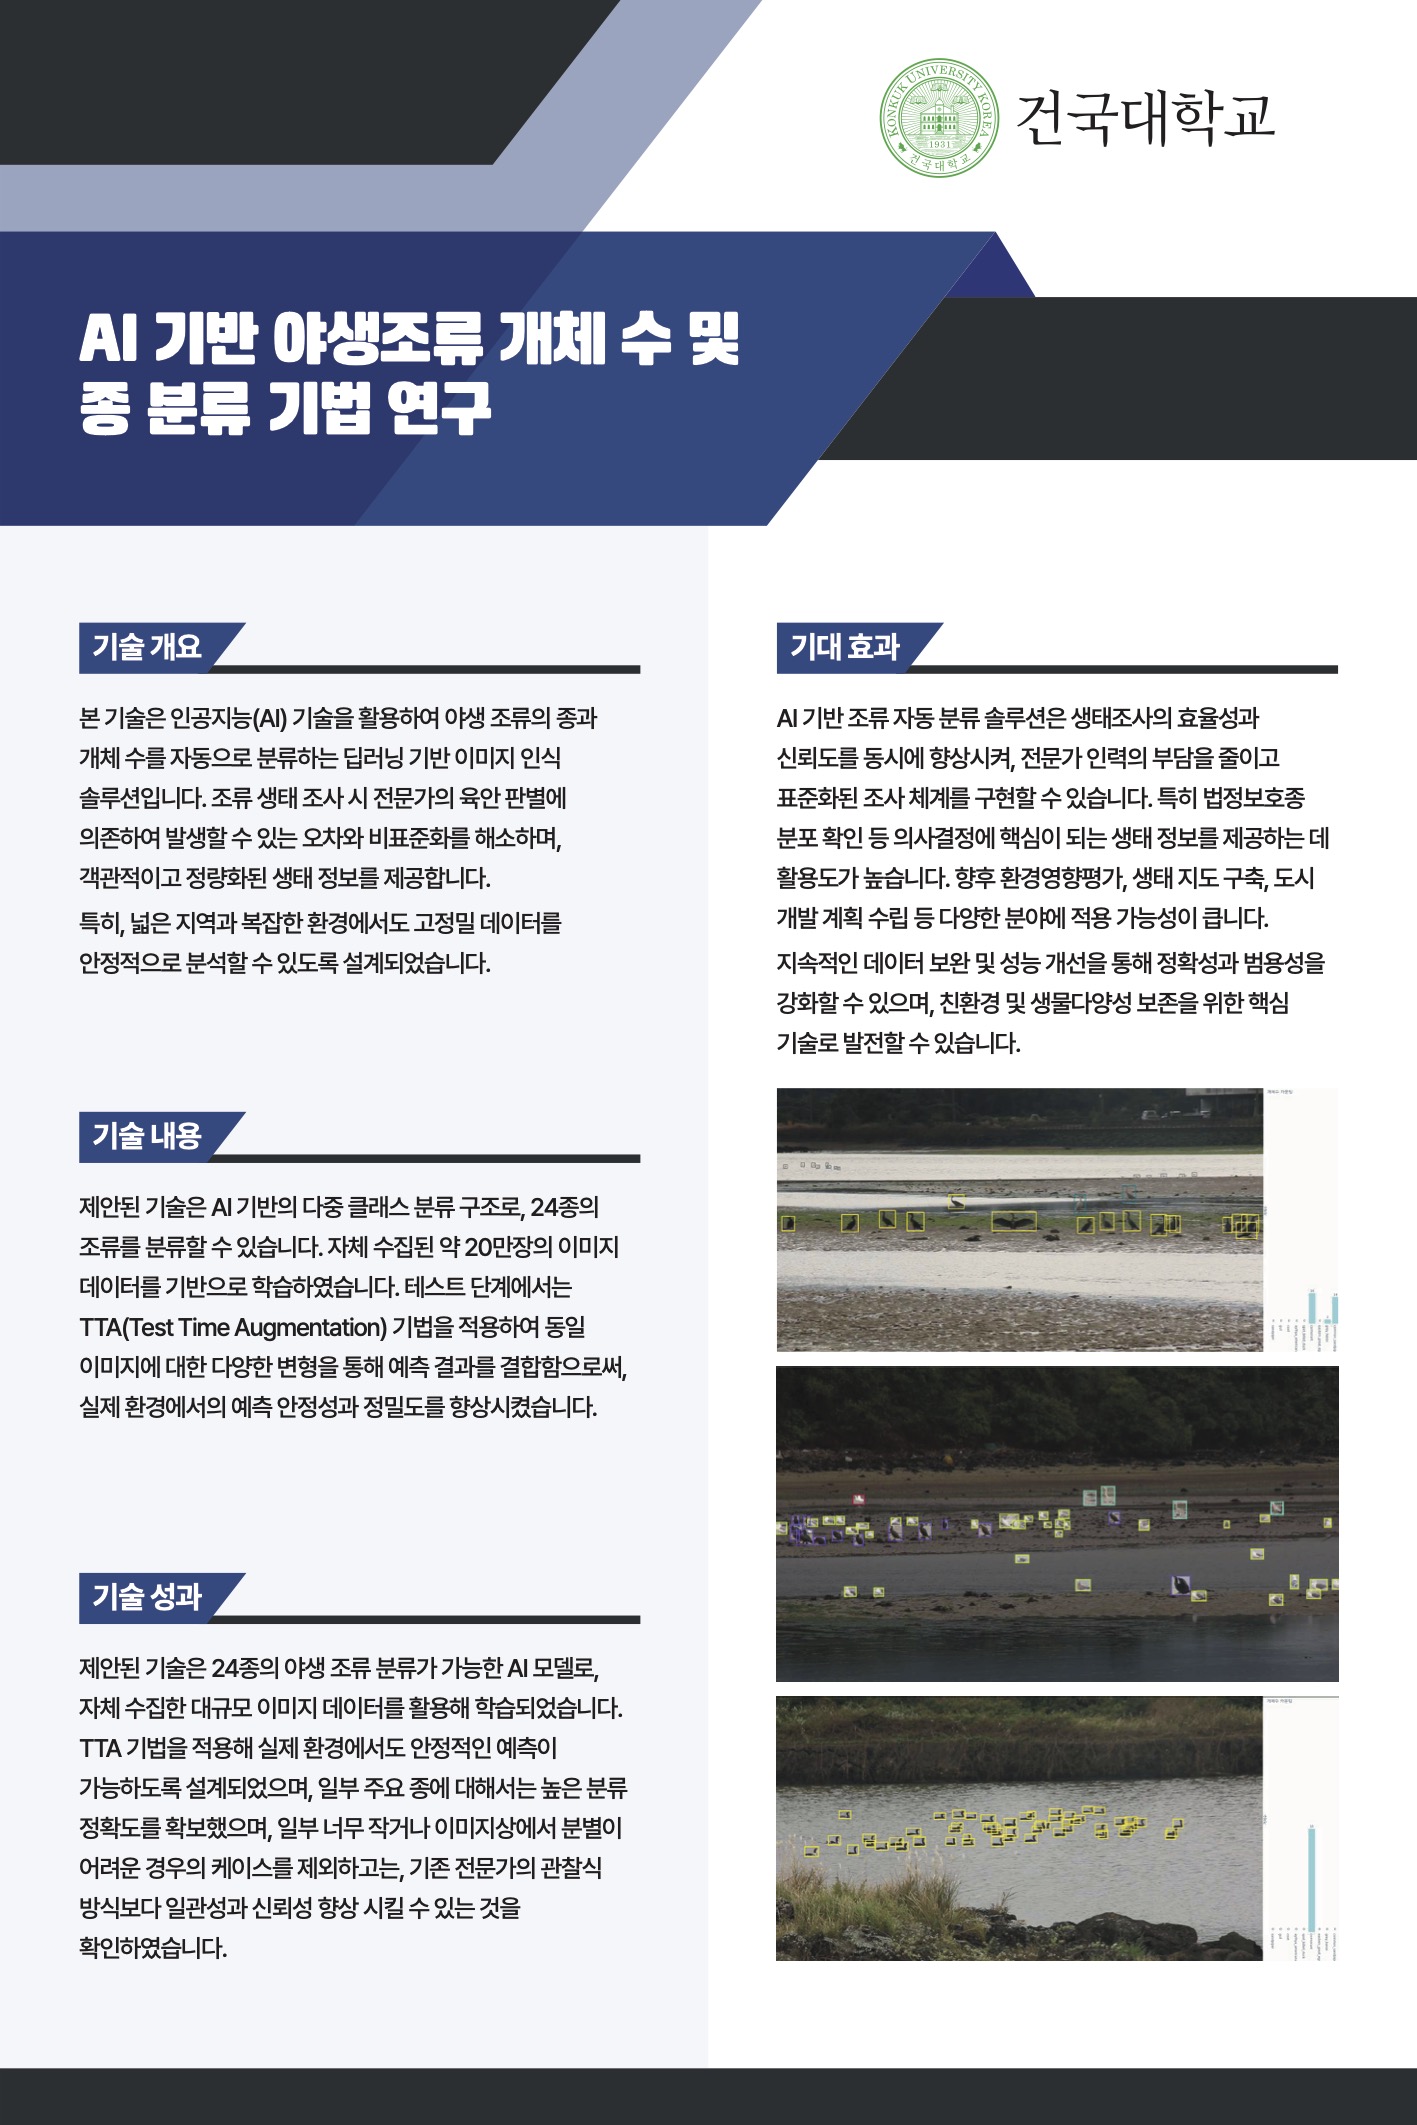 KONKUK UNIVERSITY KOREA
1931
건국대학교
건국대학교
AI 기반 야생조류 개체 수 및
종 분류 기법 연구
기술 개요
본 기술은 인공지능(AI) 기술을 활용하여 야생 조류의 종과
개체 수를 자동으로 분류하는 딥러닝 기반 이미지 인식
솔루션입니다. 조류 생태 조사 시 전문가의 육안 판별에
의존하여 발생할 수 있는 오차와 비표준화를 해소하며,
객관적이고 정량화된 생태 정보를 제공합니다.
특히, 넓은 지역과 복잡한 환경에서도 고정밀 데이터를
안정적으로 분석할 수 있도록 설계되었습니다.
기술 내용
제안된 기술은 AI 기반의 다중 클래스 분류 구조로, 24종의
조류를 분류할 수 있습니다. 자체 수집된 약 20만장의 이미지
데이터를 기반으로 학습하였습니다. 테스트 단계에서는
TTA(Test Time Augmentation) 기법을 적용하여 동일
이미지에 대한 다양한 변형을 통해 예측 결과를 결합함으로써,
실제 환경에서의 예측 안정성과 정밀도를 향상시켰습니다.
기술 성과
제안된 기술은 24종의 야생 조류 분류가 가능한 AI 모델로,
자체 수집한 대규모 이미지 데이터를 활용해 학습되었습니다.
TTA 기법을 적용해 실제 환경에서도 안정적인 예측이
가능하도록 설계되었으며, 일부 주요 종에 대해서는 높은 분류
정확도를 확보했으며, 일부 너무 작거나 이미지상에서 분별이
어려운 경우의 케이스를 제외하고는, 기존 전문가의 관찰식
방식보다 일관성과 신뢰성 향상 시킬 수 있는 것을
확인하였습니다.
기대 효과
AI 기반 조류 자동 분류 솔루션은 생태조사의 효율성과
신뢰도를 동시에 향상시켜, 전문가 인력의 부담을 줄이고
표준화된 조사 체계를 구현할 수 있습니다. 특히 법정보호종
분포 확인 등 의사결정에 핵심이 되는 생태 정보를 제공하는 데
활용도가 높습니다. 향후 환경영향평가, 생태 지도 구축, 도시
개발 계획 수립 등 다양한 분야에 적용 가능성이 큽니다.
지속적인 데이터 보완 및 성능 개선을 통해 정확성과 범용성을
강화할 수 있으며, 친환경 및 생물다양성 보존을 위한 핵심
기술로 발전할 수 있습니다.